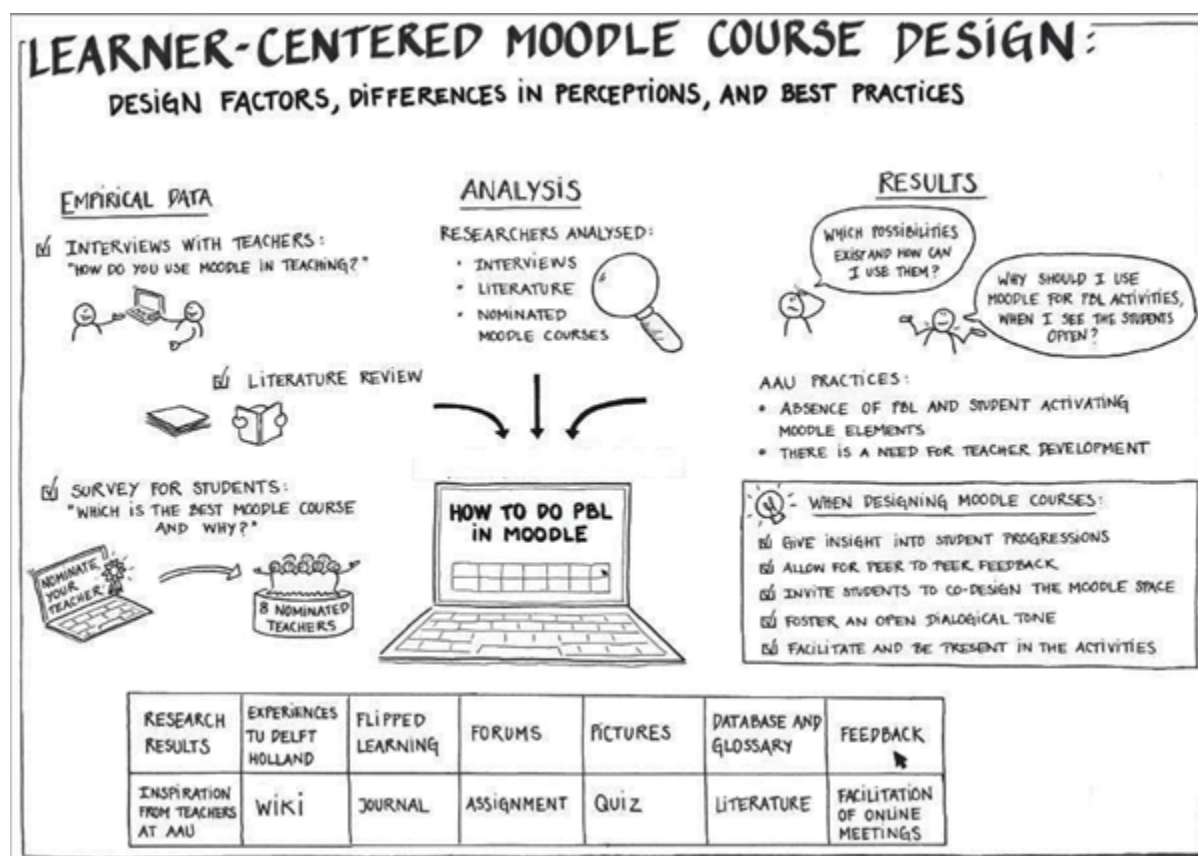 LEARNER-CENTERED MOODLE COURSE DESIGN:
DESIGN FACTORS, DIFFERENCES IN PERCEPTIONS, AND BEST PRACTICES
EMPIRICAL DATA
INTERVIEWS WITH TEACHERS:
"HOW DO YOU USE MOODLE IN TEACHING?"
LITERATURE REVIEW
SURVEY FOR STUDENTS:
"WHICH IS THE BEST MOODLE COURSE
AND WHY?"
NOMINATE
YOUR
TEACHER
8 NOMINATED
TEACHERS
ANALYSIS
RESEARCHERS ANALYSED:
• INTERVIEWS
• LITERATURE
• NOMINATED
MOODLE COURSES
HOW TO DO PBL
IN MOODLE
RESULTS
WHICH POSSIBILITIES
EXIST AND HOW CAN
I USE THEM?
WHY SHOULD I USE
MOODLE FOR PBL ACTIVITIES,
WHEN I SEE THE STUDENTS
OFTEN?
AAU PRACTICES:
• ABSENCE OF PBL AND STUDENT ACTIVATING
MOODLE ELEMENTS
• THERE IS A NEED FOR TEACHER DEVELOPMENT
WHEN DESIGNING MOODLE COURSES:
GIVE INSIGHT INTO STUDENT PROGRESSIONS
ALLOW FOR PEER TO PEER FEEDBACK
INVITE STUDENTS TO CO-DESIGN THE MOODLE SPACE
FOSTER AN OPEN DIALOGICAL TONE
FACILITATE AND BE PRESENT IN THE ACTIVITIES
RESEARCH
RESULTS
EXPERIENCES
TU DELFT
HOLLAND
FLIPPED
LEARNING
FORUMS
PICTURES
DATABASE AND
GLOSSARY
FEEDBACK
INSPIRATION
FROM TEACHERS
AT AAU
WIKI
JOURNAL
ASSIGNMENT
QUIZ
LITERATURE
FACILITATION
OF ONLINE
MEETINGS